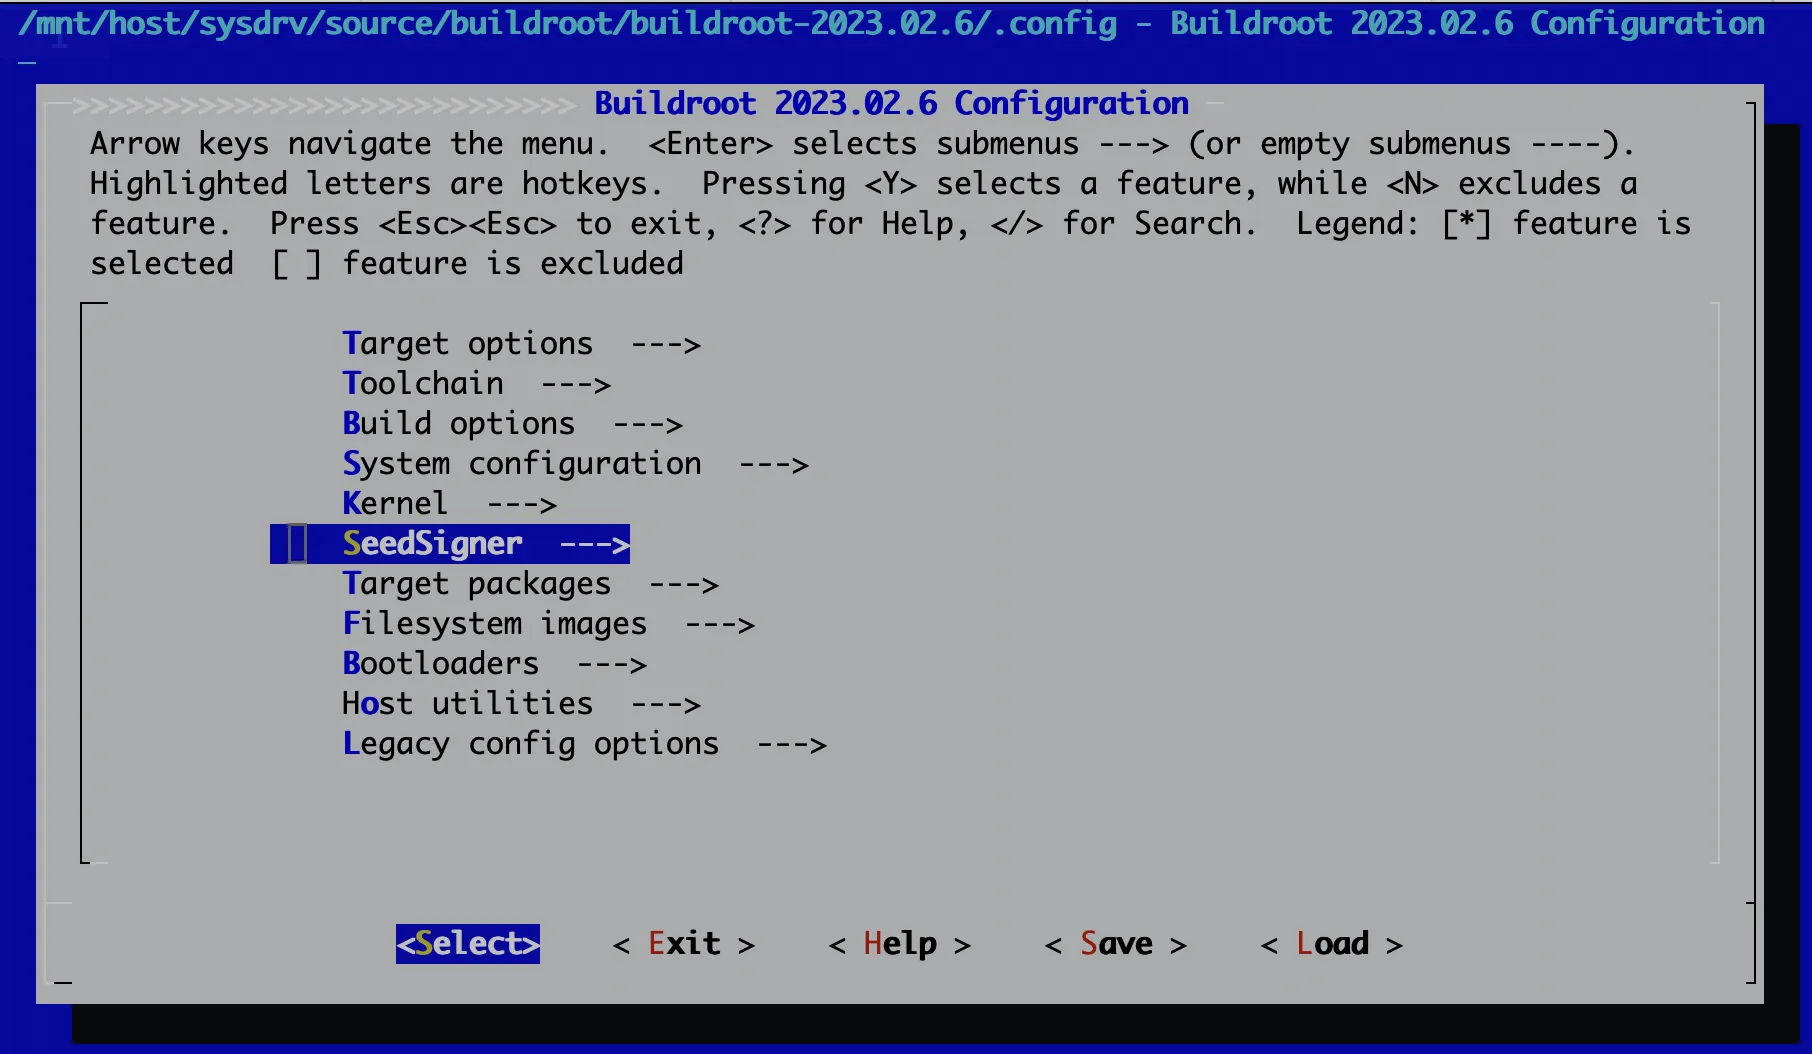 /mnt/host/sysdrv/source/buildroot/buildroot-2023.02.6/.config - Buildroot 2023.02.6 Configuration
>>>>>>>>>>>>>>>>>>>>>>>>>>>> Buildroot 2023.02.6 Configuration
Arrow keys navigate the menu.  <Enter> selects submenus ---> (or empty submenus ----).
Highlighted letters are hotkeys.  Pressing <Y> selects a feature, while <N> excludes a
feature.  Press <Esc><Esc> to exit, <?> for Help, </> for Search.  Legend: [*] feature is
selected  [ ] feature is excluded
Target options  --->
Toolchain  --->
Build options  --->
System configuration  --->
Kernel  --->
SeedSigner  --->
Target packages  --->
Filesystem images  --->
Bootloaders  --->
Host utilities  --->
Legacy config options  --->
<Select>    < Exit >    < Help >    < Save >    < Load >